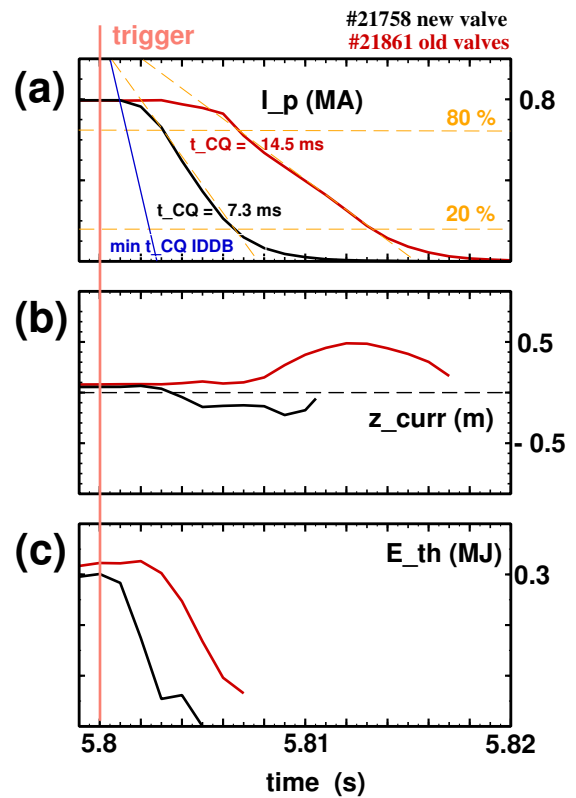 #21758 new valve
trigger
#21861 old valves
(a)
I_p (MA)
0.8
80 %
t_CQ = 14.5 ms
t_CQ = 7.3 ms
20 %
min t_CQ IDDB
(b)
0.5
z_curr (m)
- 0.5
(c)
E_th (MJ)
0.3
5.8
5.81
5.82
time (s)